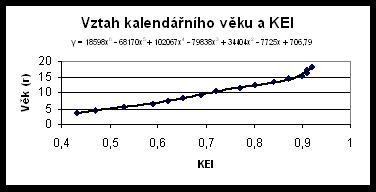 Vztah kalendářního věku a KEI
y = 18598x⁶ - 68170x⁵ + 102067x⁴ - 79838x³ + 34404x² - 7725x + 706,79
Věk (r)
20
15
10
5
0
0,4 0,5 0,6 0,7 0,8 0,9 1
KEI